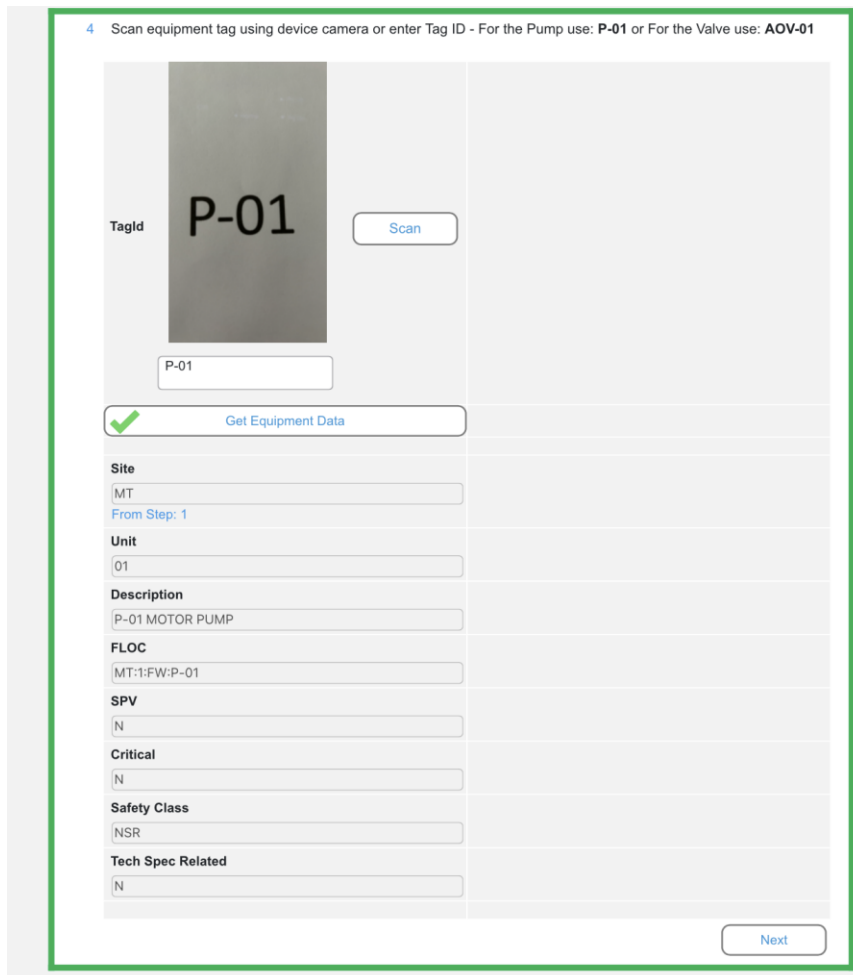 4 Scan equipment tag using device camera or enter Tag ID - For the Pump use: P-01 or For the Valve use: AOV-01
P-01
TagId
Scan
P-01
Get Equipment Data
Site
MT
From Step: 1
Unit
01
Description
P-01 MOTOR PUMP
FLOC
MT:1:FW:P-01
SPV
N
Critical
N
Safety Class
NSR
Tech Spec Related
N
Next